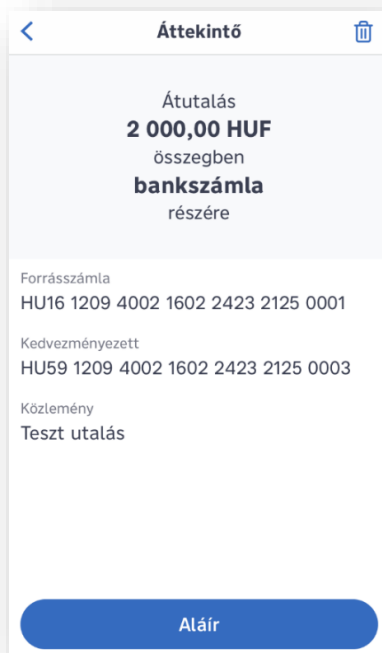 Áttekintő
Átutalás
2 000,00 HUF
összegben
bankszámla
részére
Forrásszámla
HU16 1209 4002 1602 2423 2125 0001
Kedvezményezett
HU59 1209 4002 1602 2423 2125 0003
Közlemény
Teszt utalás
Aláír